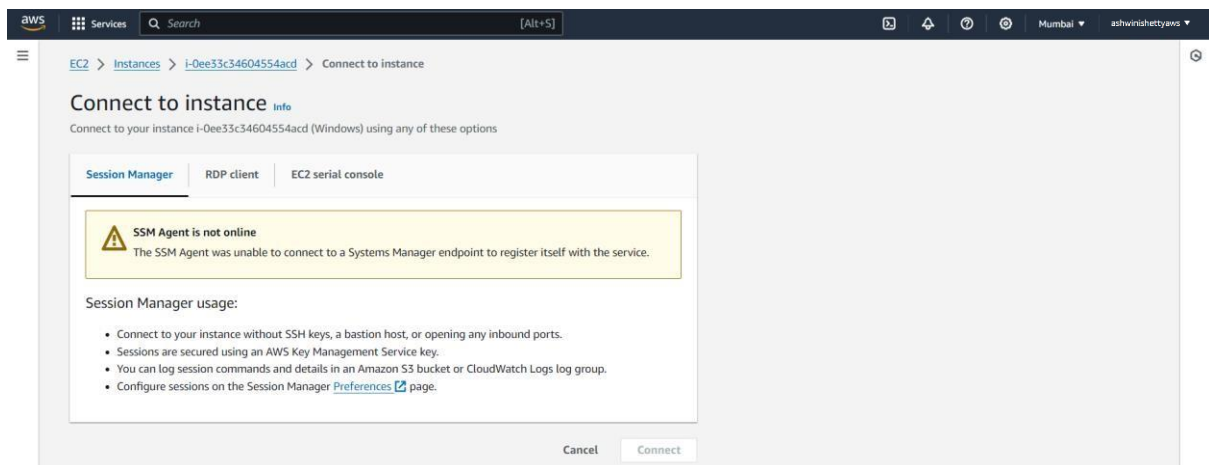 aws Services Search [Alt+S] Mumbai ashwinishettyaws
EC2 > Instances > i-0ee33c34604554acd > Connect to instance
Connect to instance Info
Connect to your instance i-0ee33c34604554acd (Windows) using any of these options
Session Manager RDP client EC2 serial console
SSM Agent is not online
The SSM Agent was unable to connect to a Systems Manager endpoint to register itself with the service.
Session Manager usage:
• Connect to your instance without SSH keys, a bastion host, or opening any inbound ports.
• Sessions are secured using an AWS Key Management Service key.
• You can log session commands and details in an Amazon S3 bucket or CloudWatch Logs log group.
• Configure sessions on the Session Manager Preferences page.
Cancel Connect